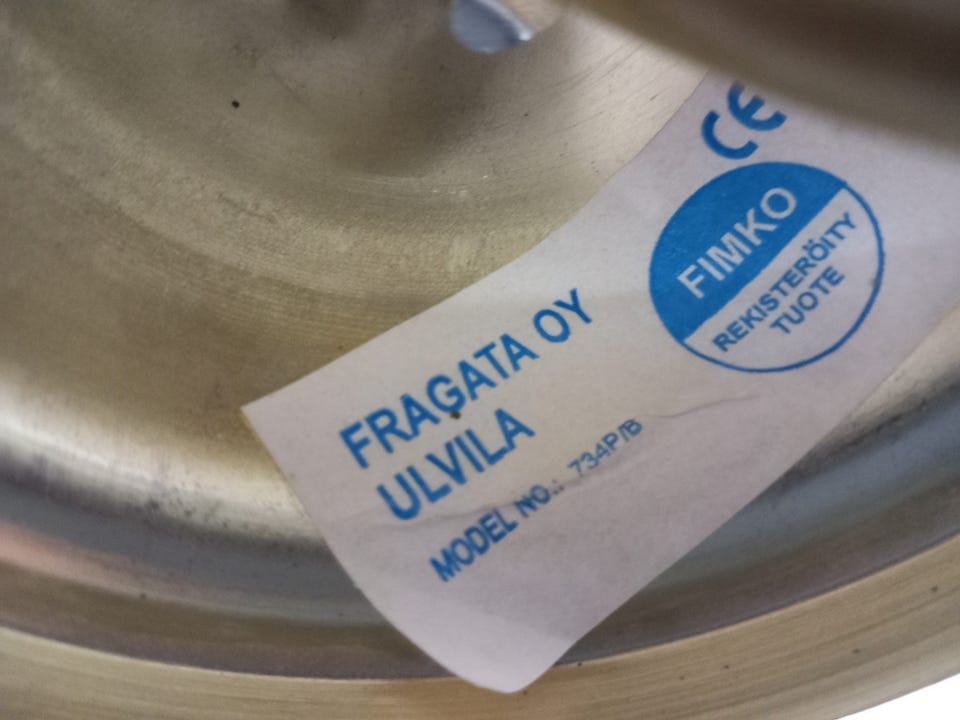 CE
FIMKO
REKISTERÖITY
TUOTE
FRAGATA OY
ULVILA
MODEL NO.: 734P/B